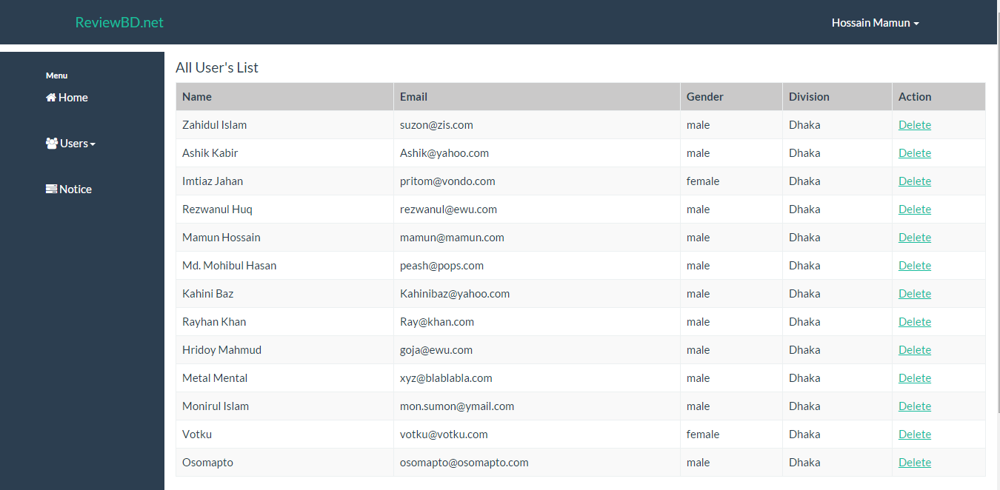 ReviewBD.net Hossain Mamun
Menu
Home
Users
Notice
All User's List
Name Email Gender Division Action
Zahidul Islam suzon@zis.com male Dhaka Delete
Ashik Kabir Ashik@yahoo.com male Dhaka Delete
Imtiaz Jahan pritom@vondo.com female Dhaka Delete
Rezwanul Huq rezwanul@ewu.com male Dhaka Delete
Mamun Hossain mamun@mamun.com male Dhaka Delete
Md. Mohibul Hasan peash@pops.com male Dhaka Delete
Kahini Baz Kahinibaz@yahoo.com male Dhaka Delete
Rayhan Khan Ray@khan.com male Dhaka Delete
Hridoy Mahmud goja@ewu.com male Dhaka Delete
Metal Mental xyz@blablabla.com male Dhaka Delete
Monirul Islam mon.sumon@ymail.com male Dhaka Delete
Votku votku@votku.com female Dhaka Delete
Osomapto osomapto@osomapto.com male Dhaka Delete